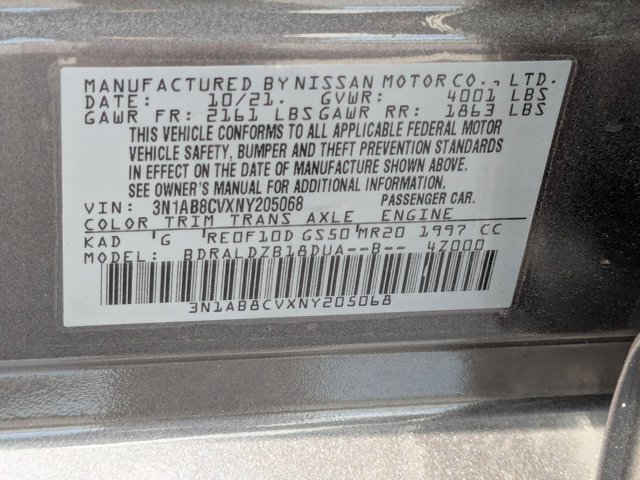 MANUFACTURED BY NISSAN MOTOR CO., LTD.
DATE: 10/21. GVWR: 4001 LBS
GAWR FR: 2161 LBS GAWR RR: 1863 LBS
THIS VEHICLE CONFORMS TO ALL APPLICABLE FEDERAL MOTOR
VEHICLE SAFETY, BUMPER AND THEFT PREVENTION STANDARDS
IN EFFECT ON THE DATE OF MANUFACTURE SHOWN ABOVE.
SEE OWNER'S MANUAL FOR ADDITIONAL INFORMATION.
VIN: 3N1AB8CVXNY205068 PASSENGER CAR.
COLOR TRIM TRANS AXLE ENGINE
KAD G RE0F10D GS50 MR20 1997 CC
BDRALDZB18DUA--B-- 4Z000
3N1AB8CVXNY205068